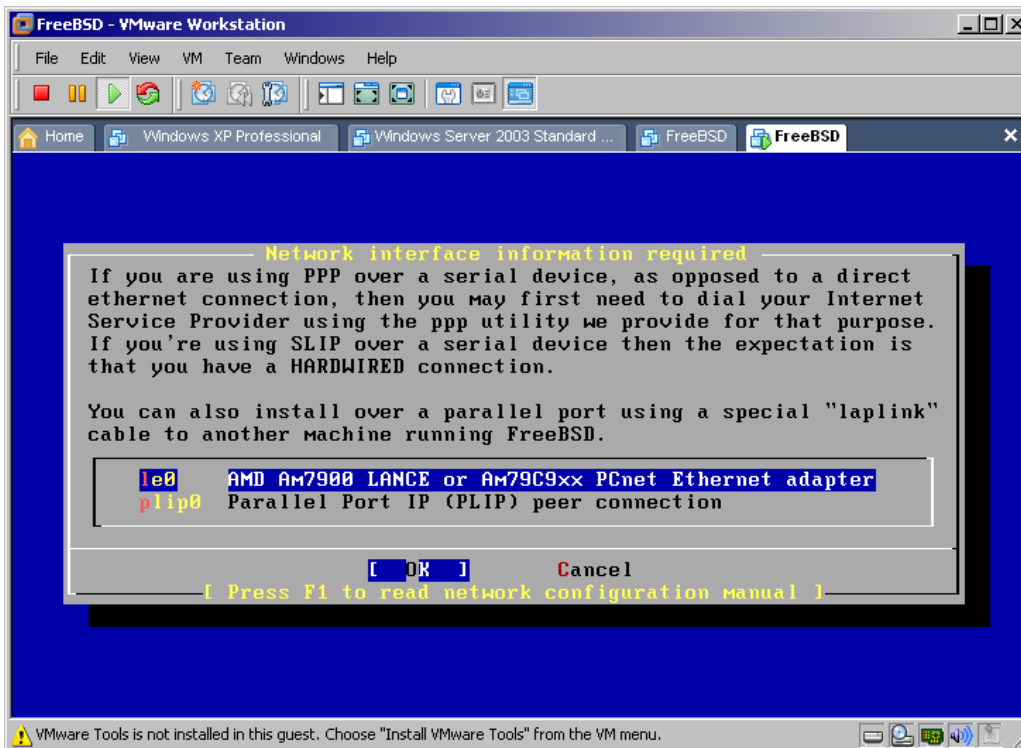 FreeBSD - VMware Workstation
File Edit View VM Team Windows Help
Home Windows XP Professional Windows Server 2003 Standard ... FreeBSD FreeBSD
Network interface information required
If you are using PPP over a serial device, as opposed to a direct
ethernet connection, then you may first need to dial your Internet
Service Provider using the ppp utility we provide for that purpose.
If you're using SLIP over a serial device then the expectation is
that you have a HARDWIRED connection.
You can also install over a parallel port using a special "laplink"
cable to another machine running FreeBSD.
le0 AMD Am7900 LANCE or Am79C9xx PCnet Ethernet adapter
plip0 Parallel Port IP (PLIP) peer connection
[ OK ] Cancel
[ Press F1 to read network configuration manual ]
VMware Tools is not installed in this guest. Choose "Install VMware Tools" from the VM menu.